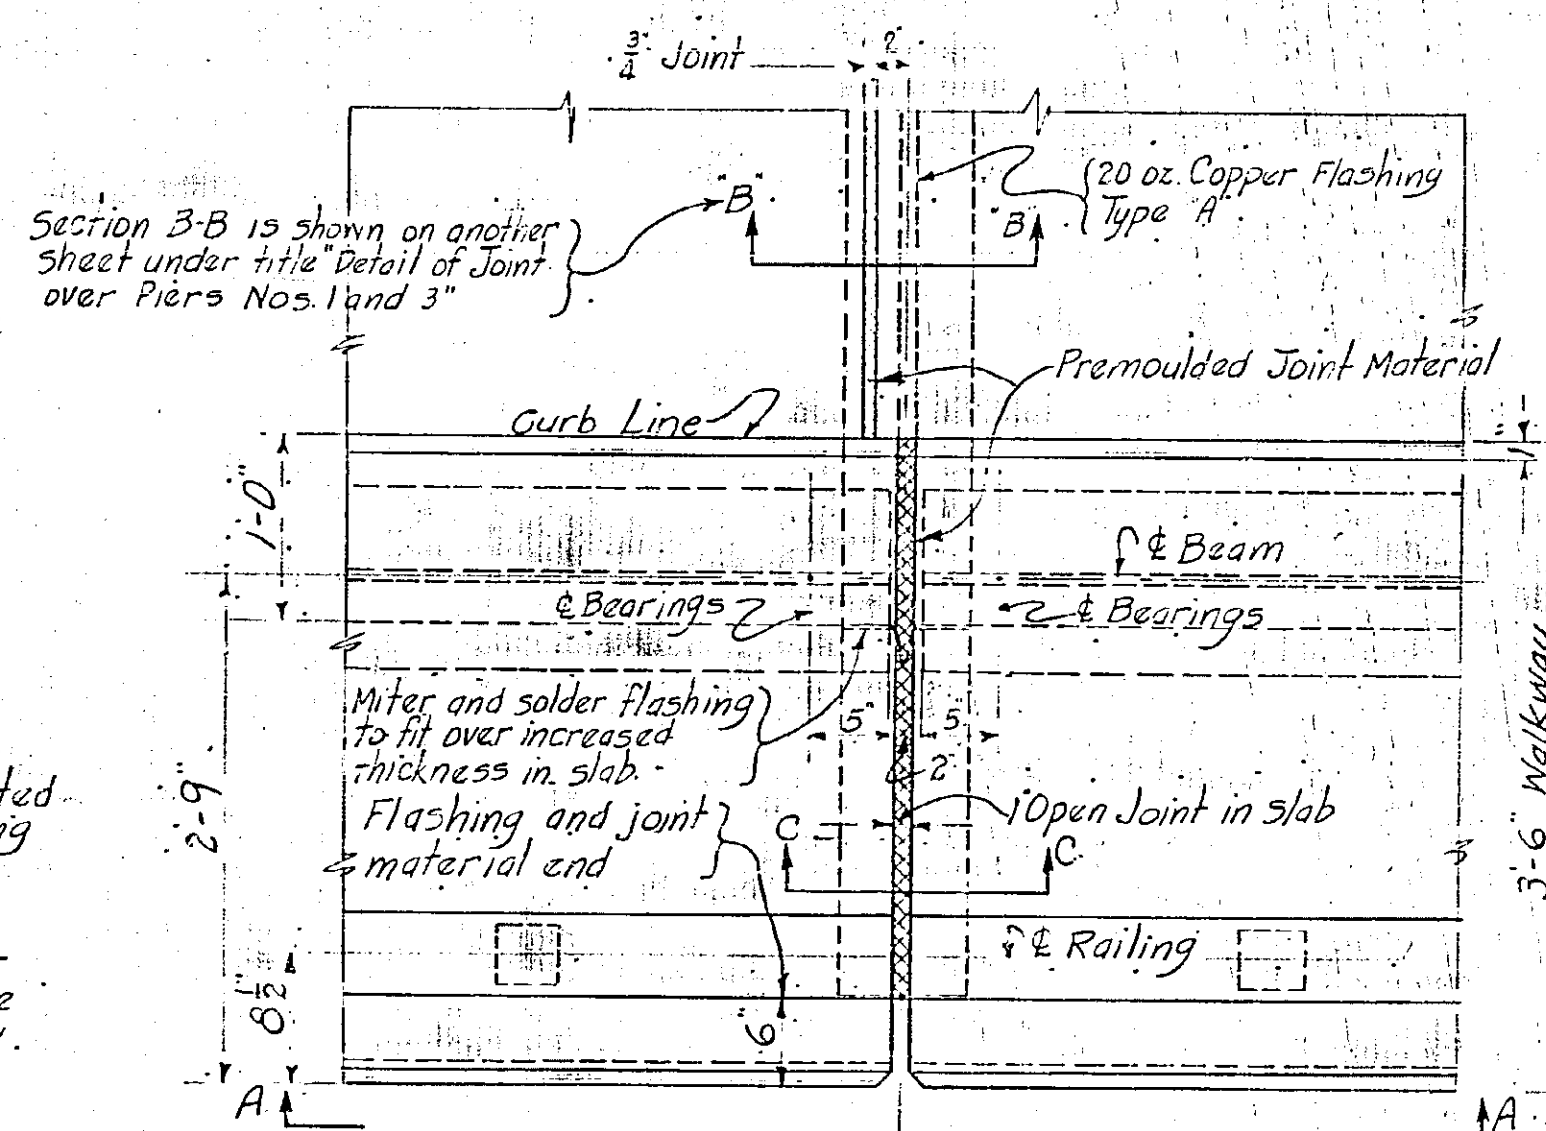 3/4" Joint
2"
"B"
"B"
20 oz. Copper Flashing
Type "A"
Section B-B is shown on another
sheet under title "Detail of Joint
over Piers Nos. 1 and 3"
Premoulded Joint Material
Curb Line
1"
1'-0"
℄ Beam
℄ Bearings
℄ Bearings
Miter and solder flashing
to fit over increased
thickness in slab.
5"
5"
2"
3'-6" Walkway
2'-9"
Flashing and joint
material end
1" Open Joint in slab
C
C
℄ Railing
8 1/2"
6"
A
A